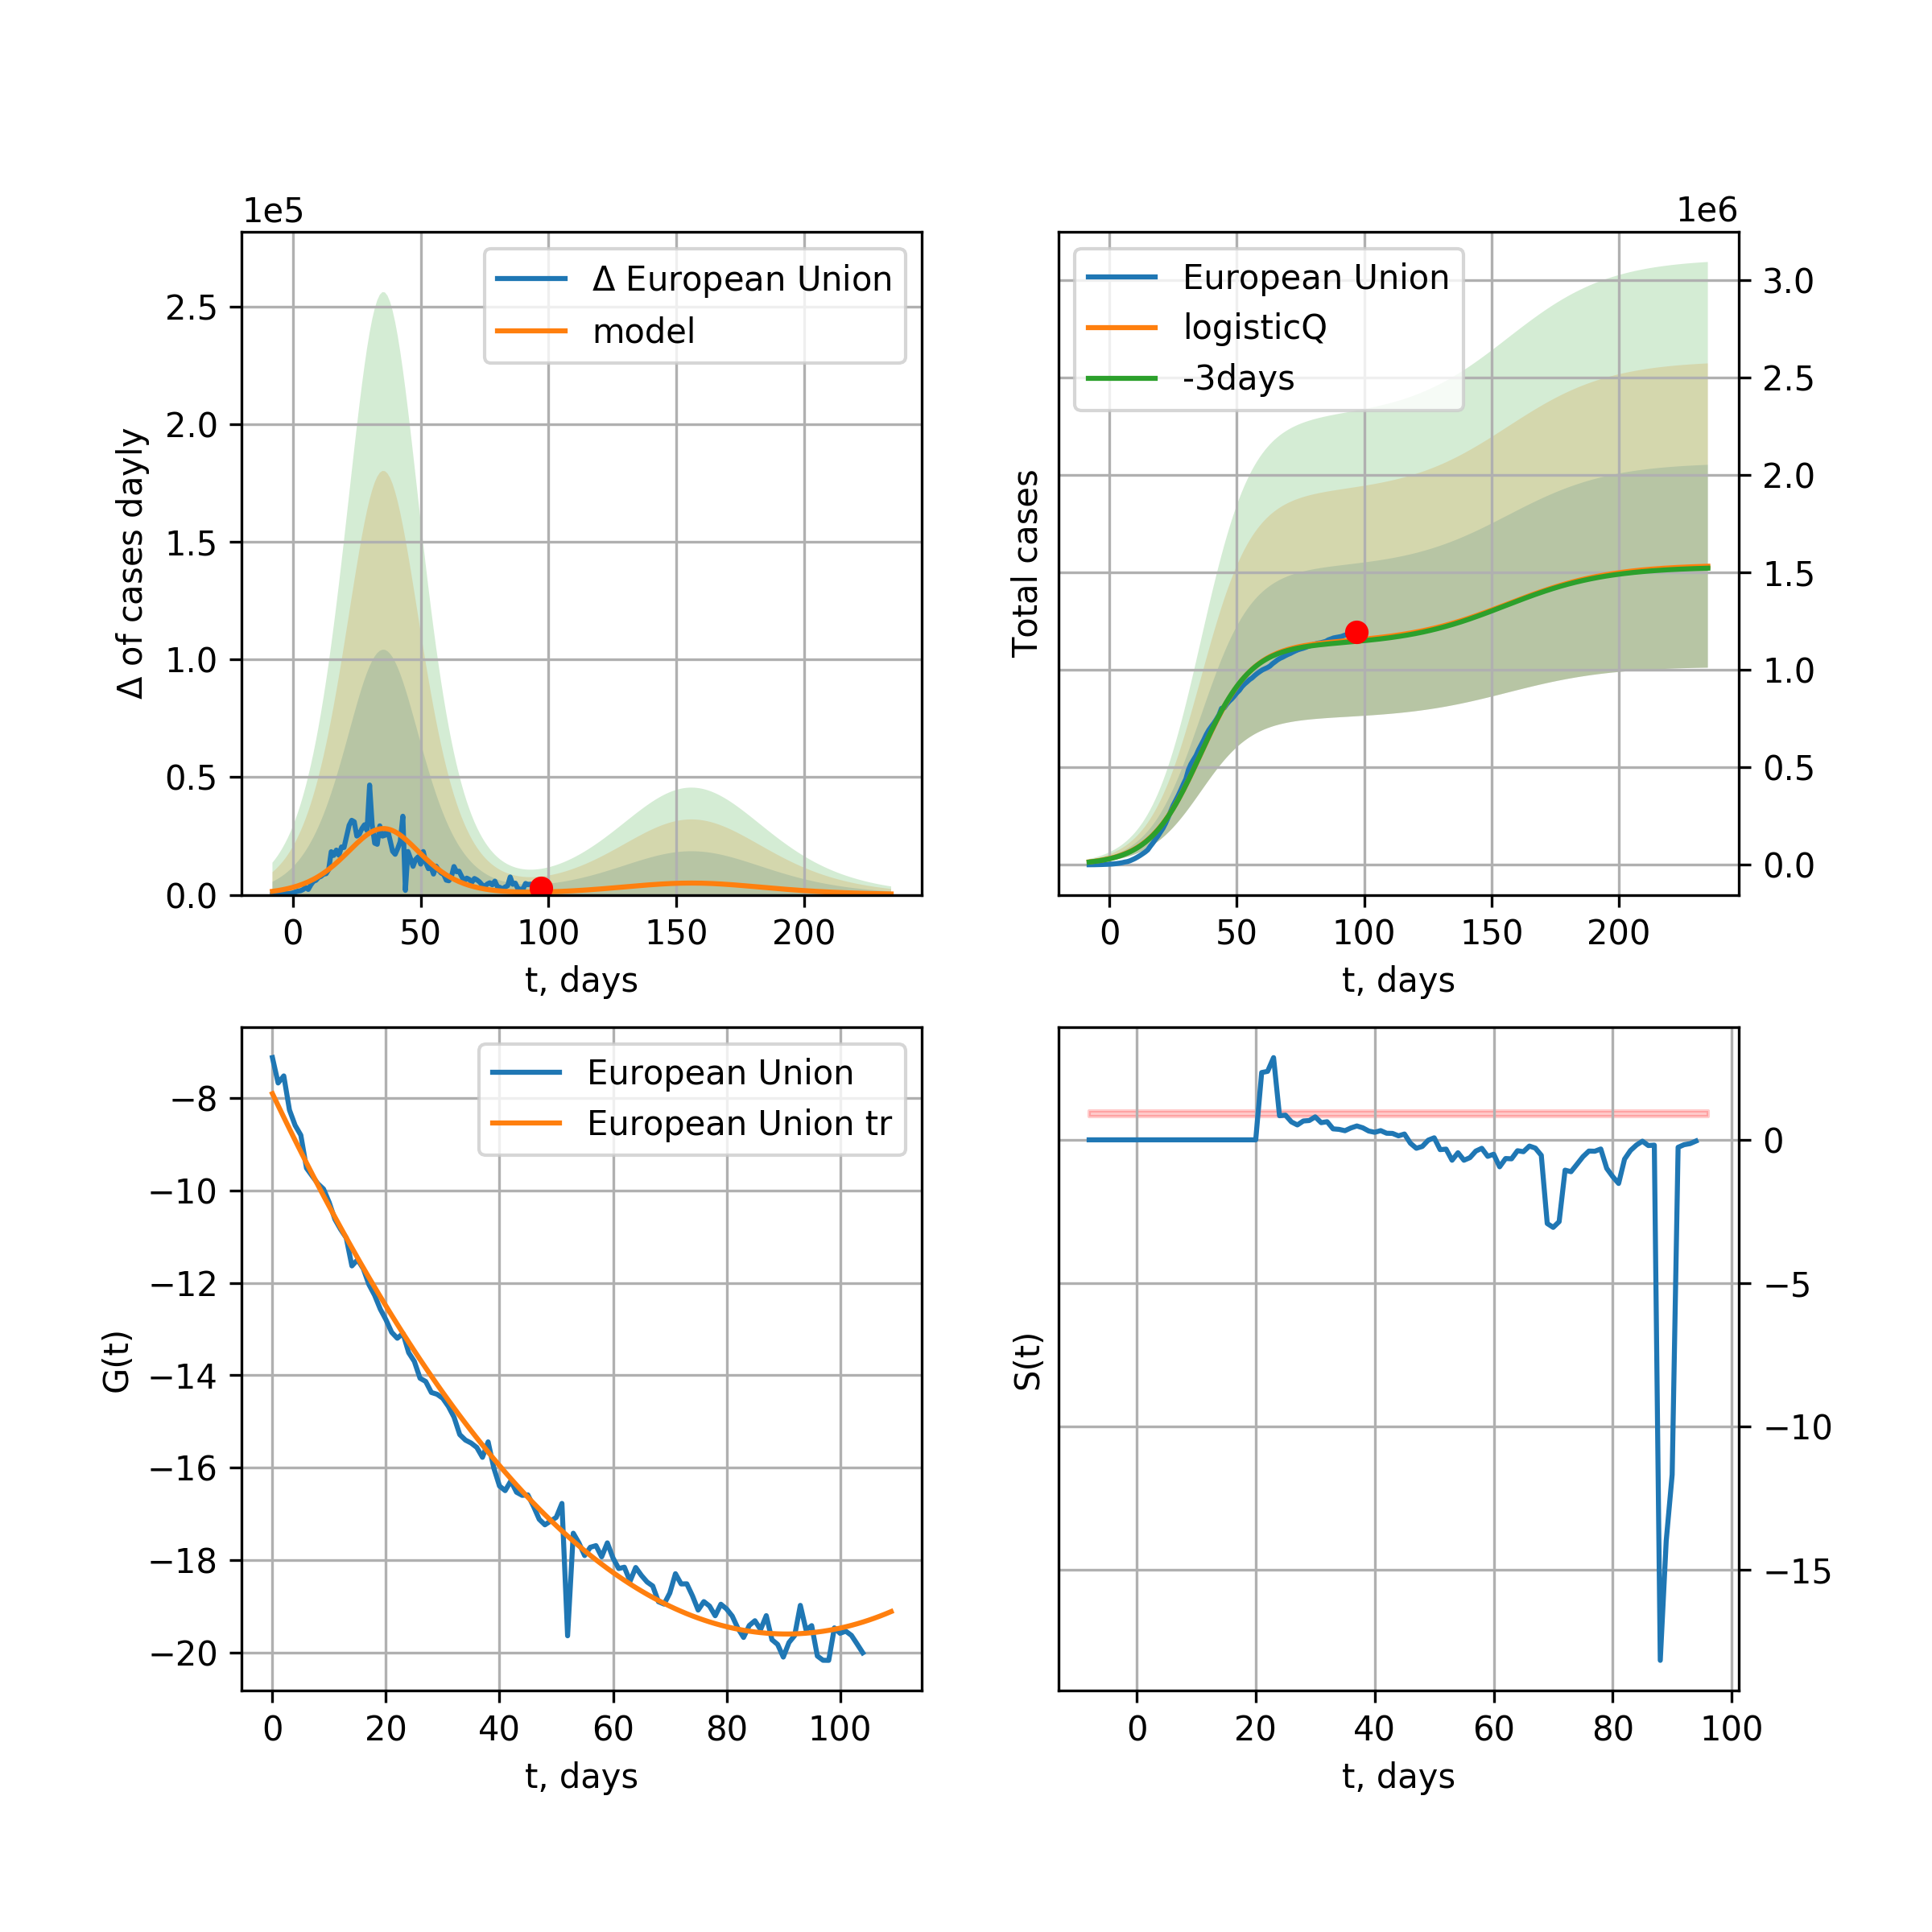 1e5
Δ European Union
model
2.5
2.0
1.5
1.0
0.5
0.0
Δ of cases dayly
0 50 100 150 200
t, days
1e6
European Union
logisticQ
-3days
3.0
2.5
2.0
1.5
1.0
0.5
0.0
Total cases
0 50 100 150 200
t, days
European Union
European Union tr
−8
−10
−12
−14
−16
−18
−20
G(t)
0 20 40 60 80 100
t, days
0
−5
−10
−15
S(t)
0 20 40 60 80 100
t, days